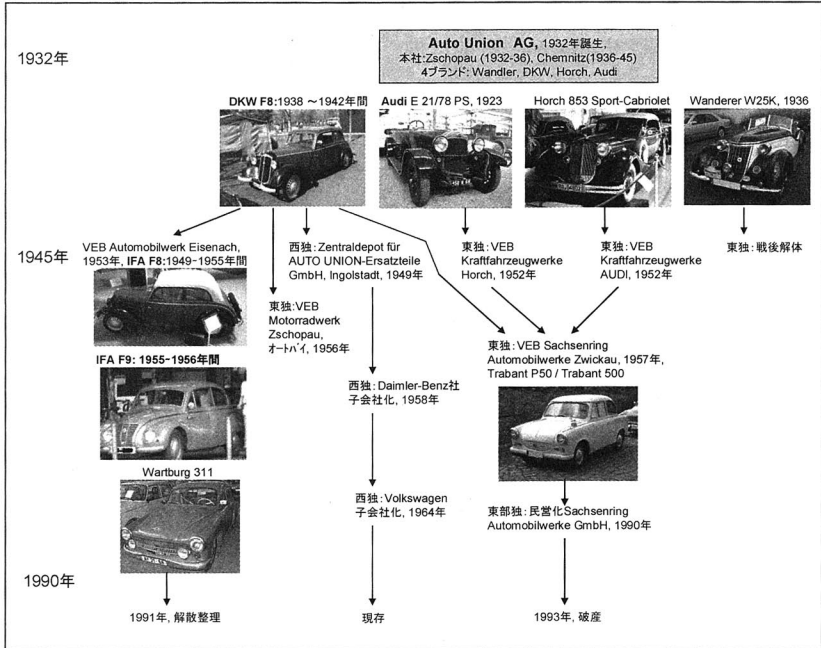 1932年
Auto Union AG, 1932年誕生,
本社:Zschopau (1932-36), Chemnitz(1936-45)
4ブランド: Wandler, DKW, Horch, Audi
DKW F8:1938 ～1942年間
Audi E 21/78 PS, 1923
Horch 853 Sport-Cabriolet
Wanderer W25K, 1936
1945年
VEB Automobilwerk Eisenach,
1953年, IFA F8:1949-1955年間
西独:Zentraldepot für
AUTO UNION-Ersatzteile
GmbH, Ingolstadt, 1949年
東独:VEB
Kraftfahrzeugwerke
Horch, 1952年
東独:VEB
Kraftfahrzeugwerke
AUDI, 1952年
東独:戦後解体
東独:VEB
Motorradwerk
Zschopau,
ｵｰﾄﾊﾞｲ, 1956年
IFA F9: 1955-1956年間
東独:VEB Sachsenring
Automobilwerke Zwickau, 1957年,
Trabant P50 / Trabant 500
西独:Daimler-Benz社
子会社化, 1958年
Wartburg 311
西独:Volkswagen
子会社化, 1964年
東部独:民営化Sachsenring
Automobilwerke GmbH, 1990年
1990年
1991年, 解散整理
現存
1993年, 破産